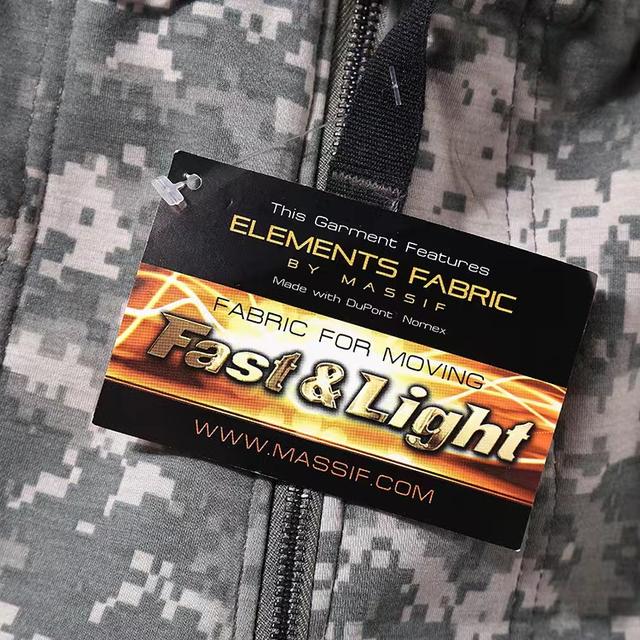 This Garment Features
ELEMENTS FABRIC
BY MASSIF
Made with DuPont Nomex
FABRIC FOR MOVING
Fast & Light
WWW.MASSIF.COM